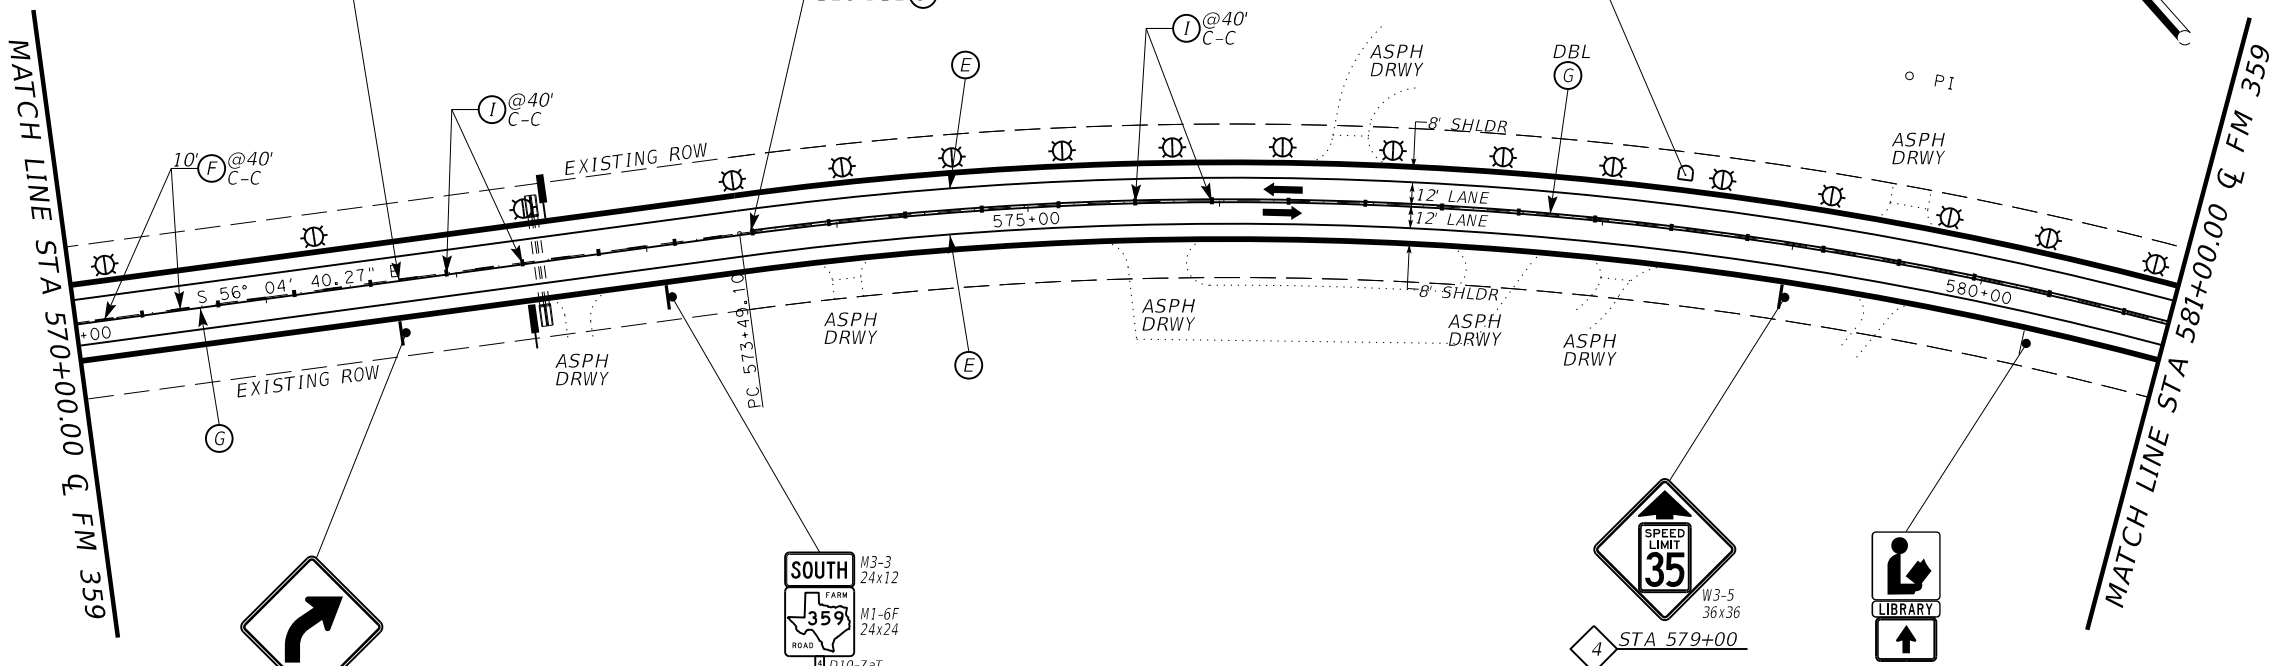 MATCH LINE STA 570+00.00 ℄ FM 359
10' F @40'
C-C
I @40'
C-C
EXISTING ROW
S 56° 04' 40.27"
+00
EXISTING ROW
G
ASPH
DRWY
PC 573+49.10
E
575+00
I @40'
C-C
ASPH
DRWY
DBL
G
8' SHLDR
12' LANE
12' LANE
8' SHLDR
PI
ASPH
DRWY
580+00
ASPH
DRWY
E
ASPH
DRWY
ASPH
DRWY
ASPH
DRWY
MATCH LINE STA 581+00.00 ℄ FM 359
SOUTH
M3-3
24x12
FARM
359
ROAD
M1-6F
24x24
4
D10-7aT
SPEED
LIMIT
35
W3-5
36x36
4 STA 579+00
LIBRARY